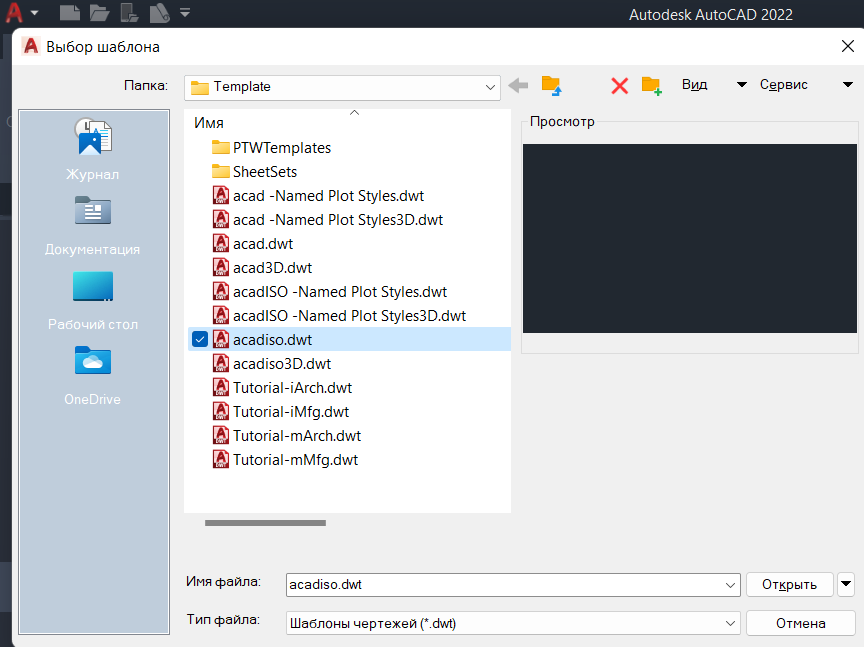 Autodesk AutoCAD 2022
Выбор шаблона
Папка: Template Вид Сервис
Журнал
Документация
Рабочий стол
OneDrive
Имя
PTWTemplates
SheetSets
acad -Named Plot Styles.dwt
acad -Named Plot Styles3D.dwt
acad.dwt
acad3D.dwt
acadISO -Named Plot Styles.dwt
acadISO -Named Plot Styles3D.dwt
acadiso.dwt
acadiso3D.dwt
Tutorial-iArch.dwt
Tutorial-iMfg.dwt
Tutorial-mArch.dwt
Tutorial-mMfg.dwt
Просмотр
Имя файла: acadiso.dwt Открыть
Тип файла: Шаблоны чертежей (*.dwt) Отмена